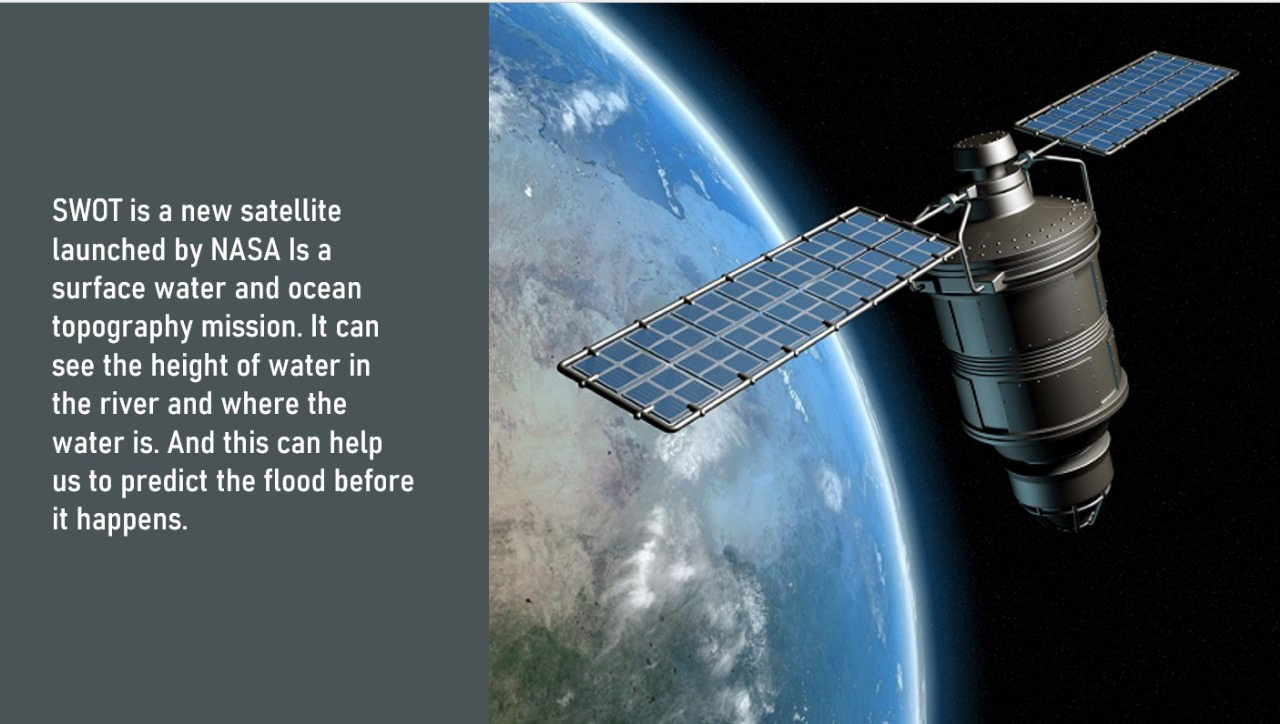 SWOT is a new satellite
launched by NASA Is a
surface water and ocean
topography mission. It can
see the height of water in
the river and where the
water is. And this can help
us to predict the flood before
it happens.